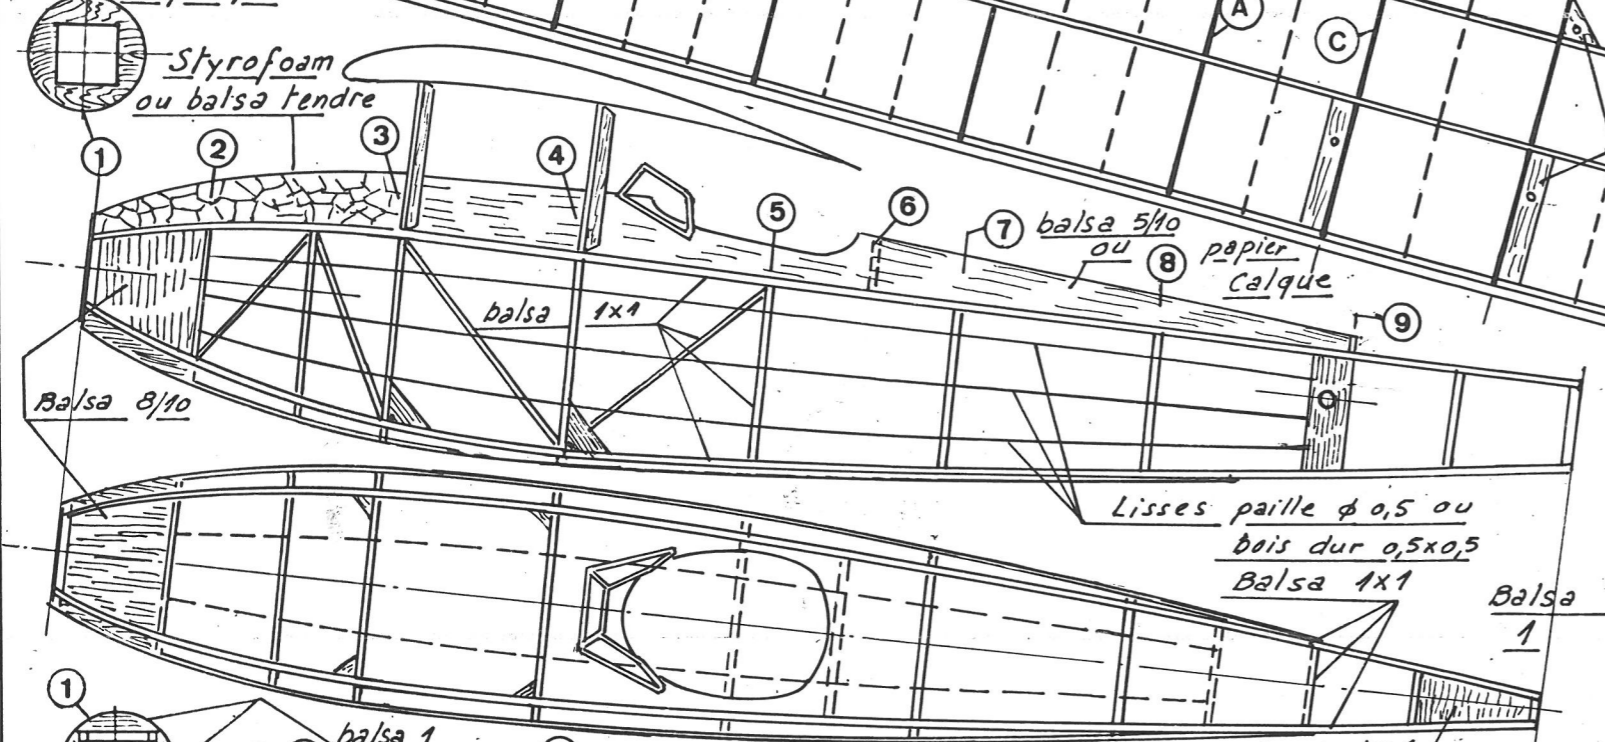 A
C
Styrofoam
ou balsa tendre
1
2
3
4
5
6
7
balsa 5/10
ou
8
papier
calque
9
balsa 1x1
Balsa 8/10
Lisses paille φ 0,5 ou
bois dur 0,5x0,5
Balsa 1x1
Balsa
1
1
balsa 1